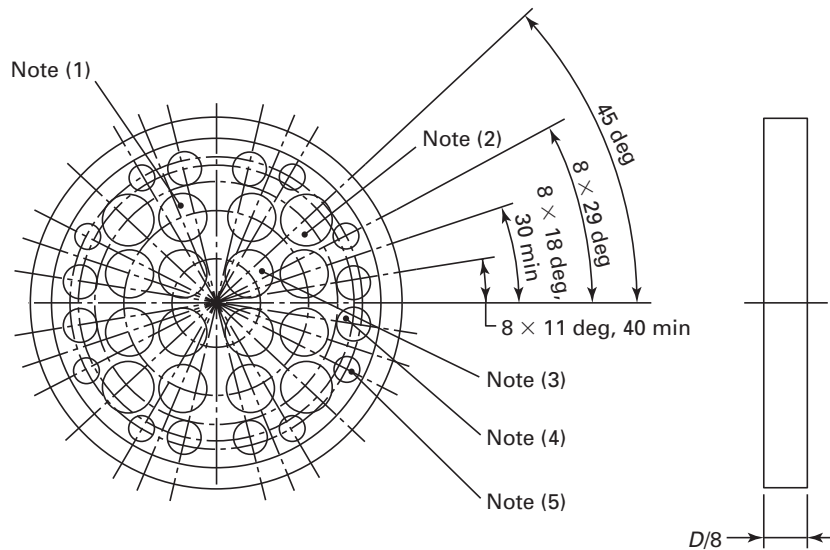 Note (1)
Note (2)
45 deg
8 × 29 deg
8 × 18 deg,
30 min
8 × 11 deg, 40 min
Note (3)
Note (4)
Note (5)
D/8